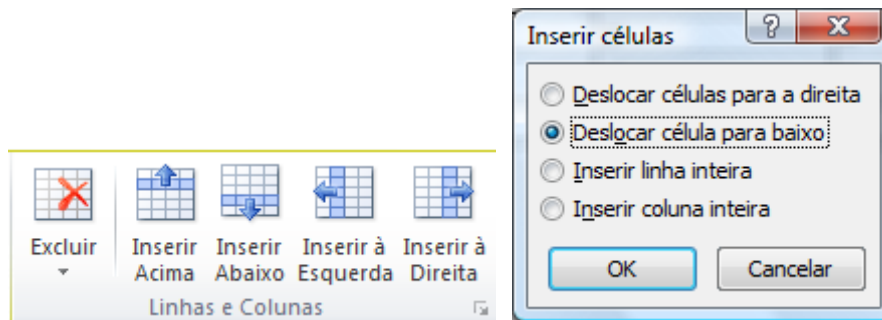 Excluir
Inserir Acima
Inserir Abaixo
Inserir à Esquerda
Inserir à Direita
Linhas e Colunas
Inserir células
?
X
Deslocar células para a direita
Deslocar célula para baixo
Inserir linha inteira
Inserir coluna inteira
OK
Cancelar